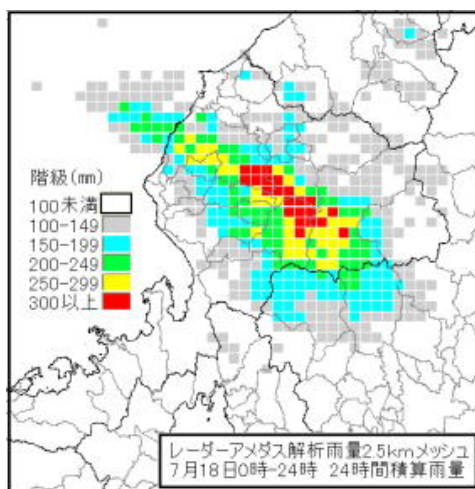 階級(mm)
100未満
100-149
150-199
200-249
250-299
300以上
レーダーアメダス解析雨量2.5kmメッシュ
7月18日0時-24時 24時間積算雨量